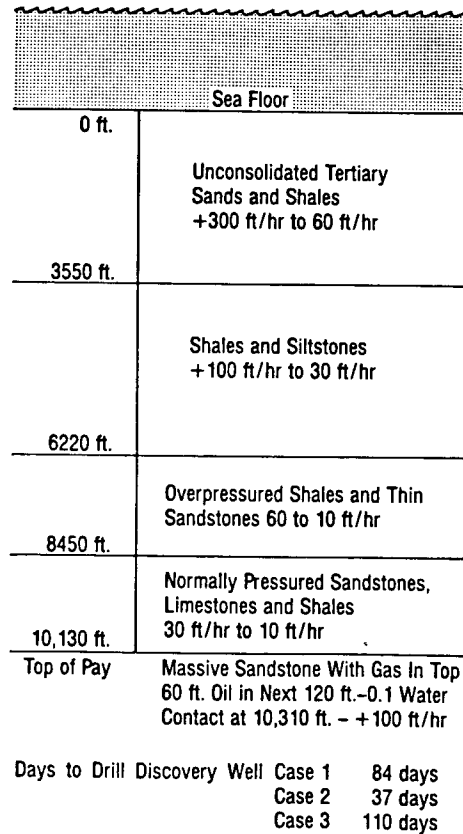 Sea Floor
0 ft.
Unconsolidated Tertiary
Sands and Shales
+300 ft/hr to 60 ft/hr
3550 ft.
Shales and Siltstones
+100 ft/hr to 30 ft/hr
6220 ft.
Overpressured Shales and Thin
Sandstones 60 to 10 ft/hr
8450 ft.
Normally Pressured Sandstones,
Limestones and Shales
30 ft/hr to 10 ft/hr
10,130 ft.
Top of Pay
Massive Sandstone With Gas In Top
60 ft. Oil in Next 120 ft.-0.1 Water
Contact at 10,310 ft. - +100 ft/hr
Days to Drill Discovery Well Case 1 84 days
Case 2 37 days
Case 3 110 days